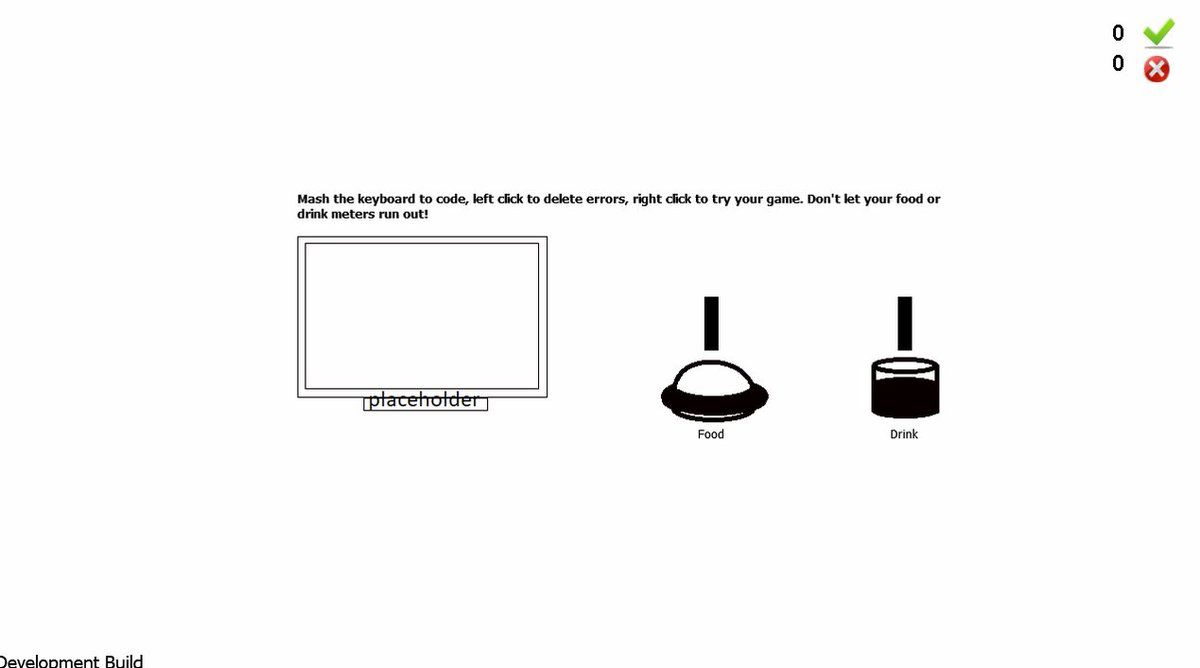 0
0
Mash the keyboard to code, left click to delete errors, right click to try your game. Don't let your food or
drink meters run out!
placeholder
Food
Drink
Development Build